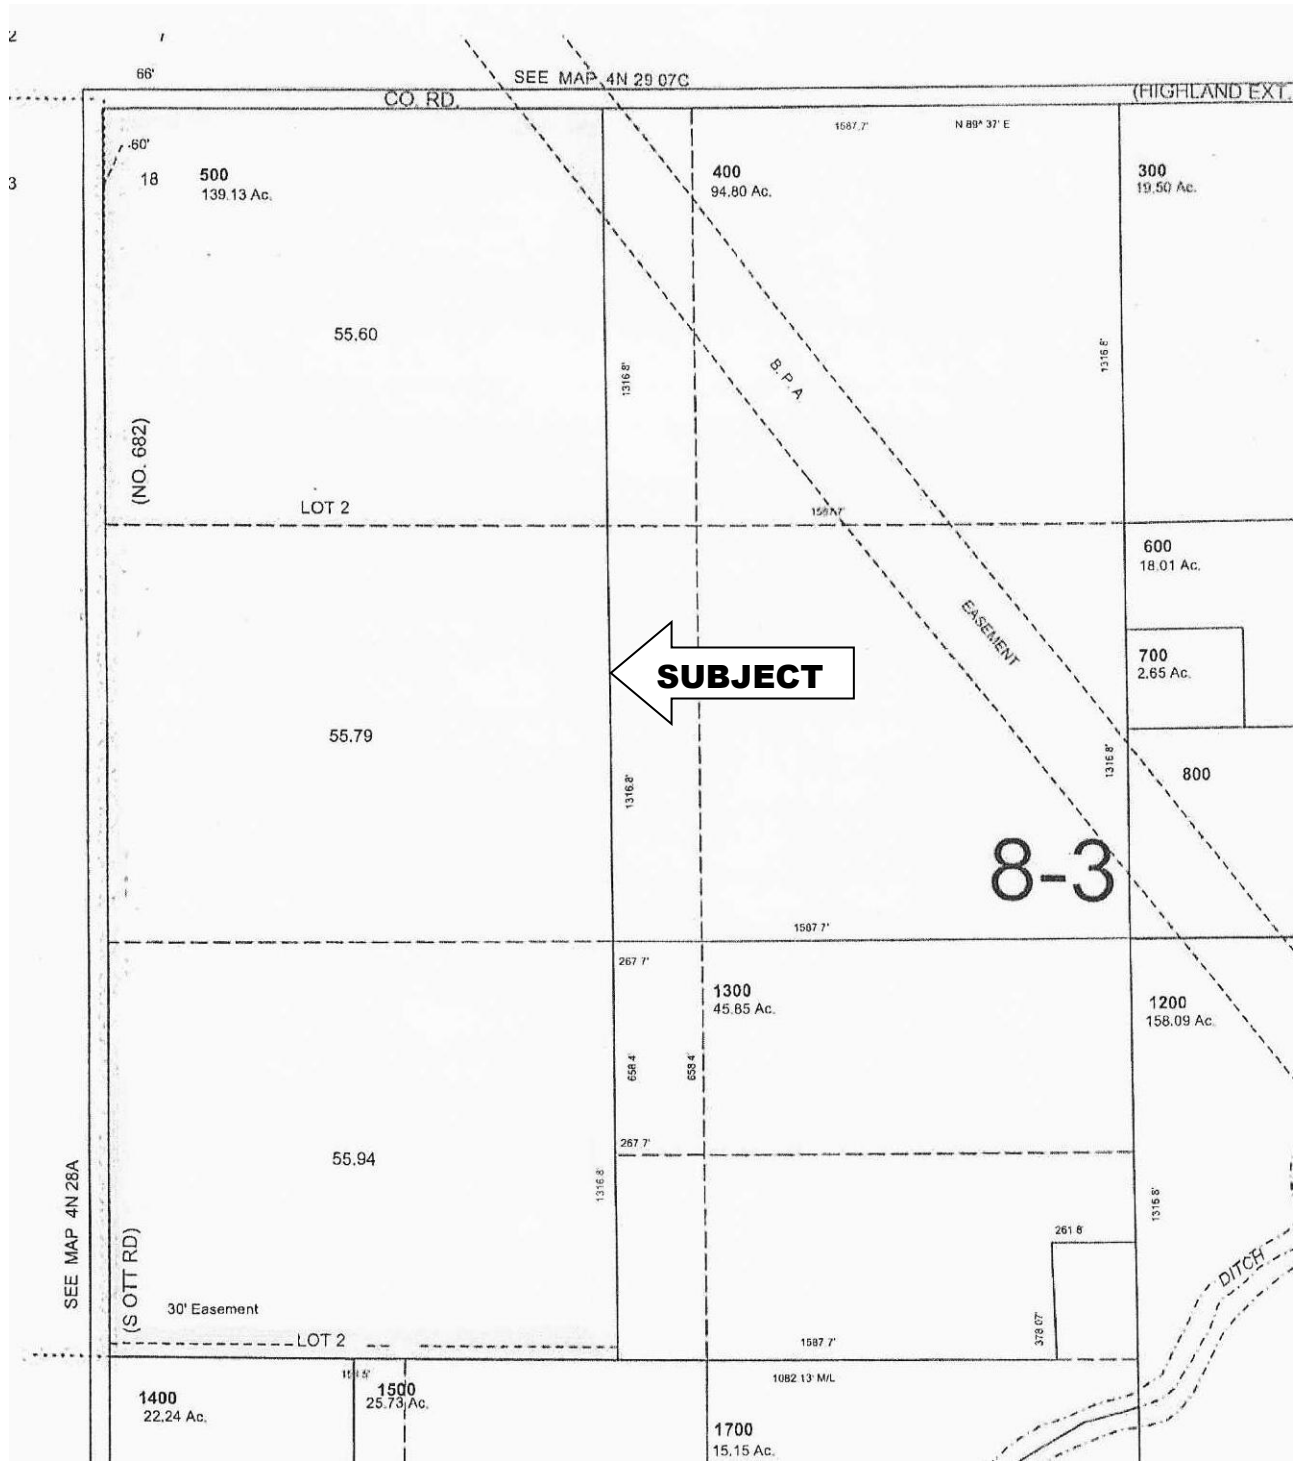 2
66'
SEE MAP 4N 29 07C
CO. RD.
(HIGHLAND EXT.
1587.7'
N 89° 37' E
60'
3
18
500
139.13 Ac.
400
94.80 Ac.
300
19.50 Ac.
55.60
1316.8'
B. P. A.
1316.8'
(NO. 682)
LOT 2
1587.7'
600
18.01 Ac.
EASEMENT
700
2.65 Ac.
SUBJECT
55.79
1316.8'
1316.8'
800
8-3
1587.7'
267.7'
1300
45.85 Ac.
1200
158.09 Ac.
658.4'
658.4'
267.7'
55.94
1316.8'
1315.8'
SEE MAP 4N 28A
(S OTT RD)
261.8'
DITCH
30' Easement
LOT 2
1587.7'
378.07'
1082.13' M/L
1400
22.24 Ac.
1500
25.73 Ac.
1700
15.15 Ac.